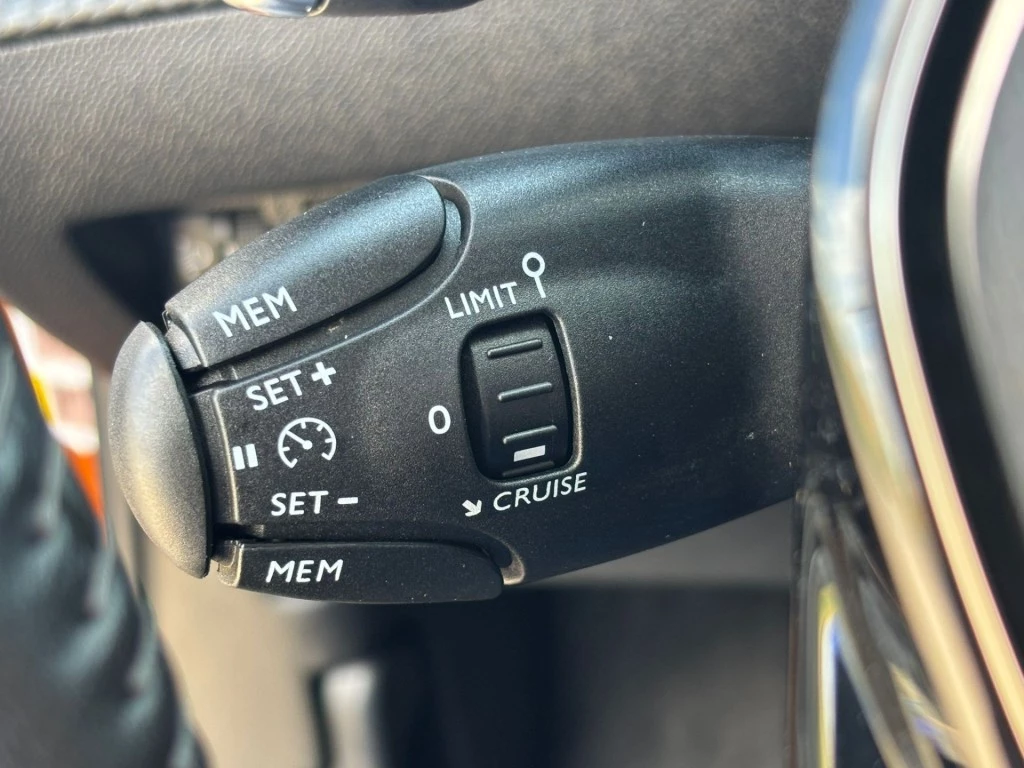 MEM
LIMIT
SET +
0
SET -
CRUISE
MEM